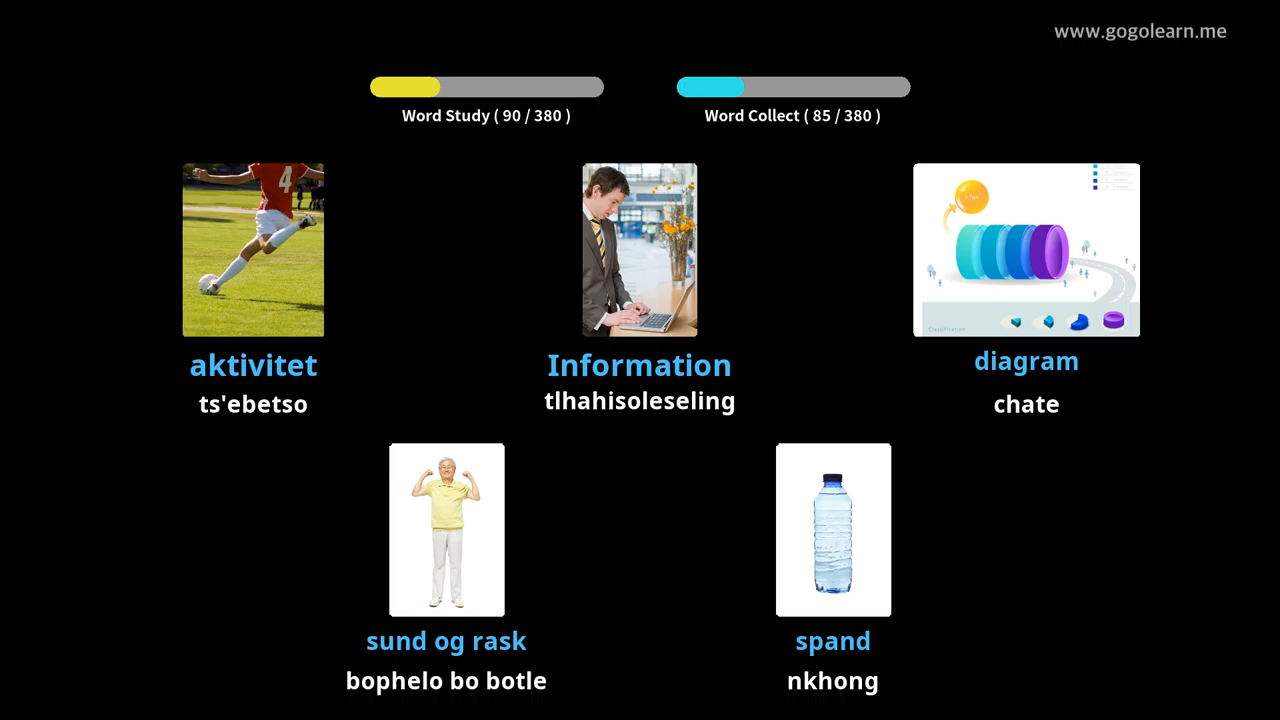 www.gogolearn.me
Word Study ( 90 / 380 )
Word Collect ( 85 / 380 )
4
aktivitet
ts'ebetso
Information
tlhahisoleseling
diagram
chate
sund og rask
bophelo bo botle
spand
nkhong